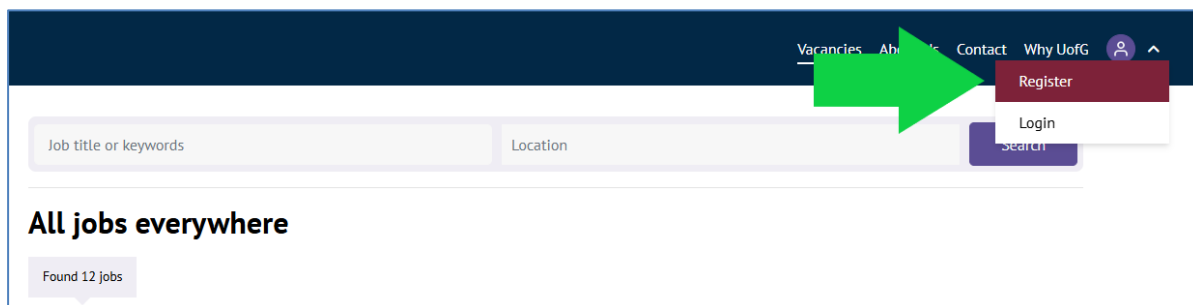 Vacancies Contact Why UofG
Register
Login
Job title or keywords Location Search
All jobs everywhere
Found 12 jobs